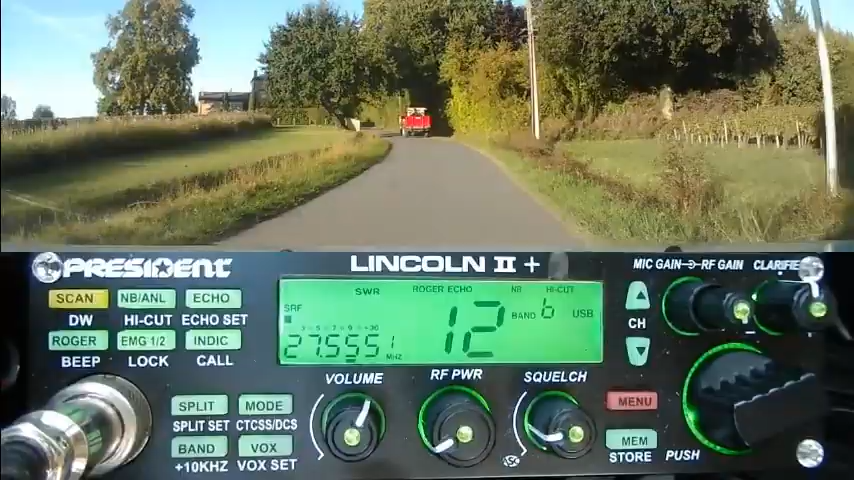 PRESIDENT
LINCOLN II +
MIC GAIN RF GAIN
CLARIFIER
SCAN
NB/ANL
ECHO
DW
HI-CUT
ECHO SET
ROGER
EMG 1/2
INDIC
BEEP
LOCK
CALL
SWR
ROGER ECHO
NB
HI-CUT
SRF
12
BAND b
USB
27.555 MHZ
CH
VOLUME
RF PWR
SQUELCH
SPLIT
MODE
SPLIT SET
CTCSS/DCS
BAND
VOX
+10KHZ
VOX SET
ASC
MENU
MEM
STORE
PUSH